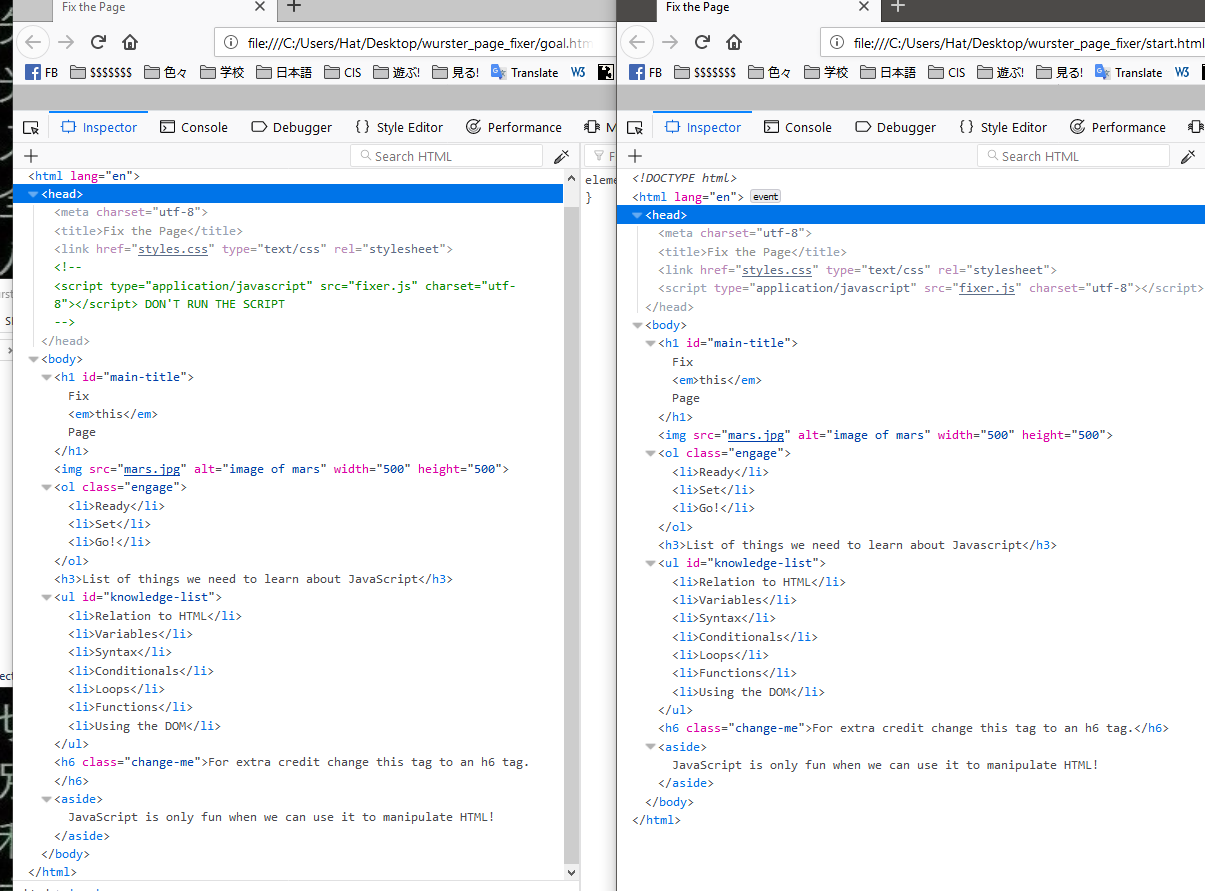 Fix the Page
file:///C:/Users/Hat/Desktop/wurster_page_fixer/goal.htm
FB $$$$$$$ 色々 学校 日本語 CIS 遊ぶ! 見る! Translate W3
Inspector Console Debugger Style Editor Performance M
Search HTML
F
eleme
}
<html lang="en">
<head>
<meta charset="utf-8">
<title>Fix the Page</title>
<link href="styles.css" type="text/css" rel="stylesheet">
<!--
<script type="application/javascript" src="fixer.js" charset="utf-
8"></script> DON'T RUN THE SCRIPT
-->
</head>
<body>
<h1 id="main-title">
Fix
<em>this</em>
Page
</h1>
<img src="mars.jpg" alt="image of mars" width="500" height="500">
<ol class="engage">
<li>Ready</li>
<li>Set</li>
<li>Go!</li>
</ol>
<h3>List of things we need to learn about JavaScript</h3>
<ul id="knowledge-list">
<li>Relation to HTML</li>
<li>Variables</li>
<li>Syntax</li>
<li>Conditionals</li>
<li>Loops</li>
<li>Functions</li>
<li>Using the DOM</li>
</ul>
<h6 class="change-me">For extra credit change this tag to an h6 tag.
</h6>
<aside>
JavaScript is only fun when we can use it to manipulate HTML!
</aside>
</body>
</html>
Fix the Page
file:///C:/Users/Hat/Desktop/wurster_page_fixer/start.html
FB $$$$$$$ 色々 学校 日本語 CIS 遊ぶ! 見る! Translate W3
Inspector Console Debugger Style Editor Performance
Search HTML
<!DOCTYPE html>
<html lang="en"> event
<head>
<meta charset="utf-8">
<title>Fix the Page</title>
<link href="styles.css" type="text/css" rel="stylesheet">
<script type="application/javascript" src="fixer.js" charset="utf-8"></script>
</head>
<body>
<h1 id="main-title">
Fix
<em>this</em>
Page
</h1>
<img src="mars.jpg" alt="image of mars" width="500" height="500">
<ol class="engage">
<li>Ready</li>
<li>Set</li>
<li>Go!</li>
</ol>
<h3>List of things we need to learn about Javascript</h3>
<ul id="knowledge-list">
<li>Relation to HTML</li>
<li>Variables</li>
<li>Syntax</li>
<li>Conditionals</li>
<li>Loops</li>
<li>Functions</li>
<li>Using the DOM</li>
</ul>
<h6 class="change-me">For extra credit change this tag to an h6 tag.</h6>
<aside>
JavaScript is only fun when we can use it to manipulate HTML!
</aside>
</body>
</html>